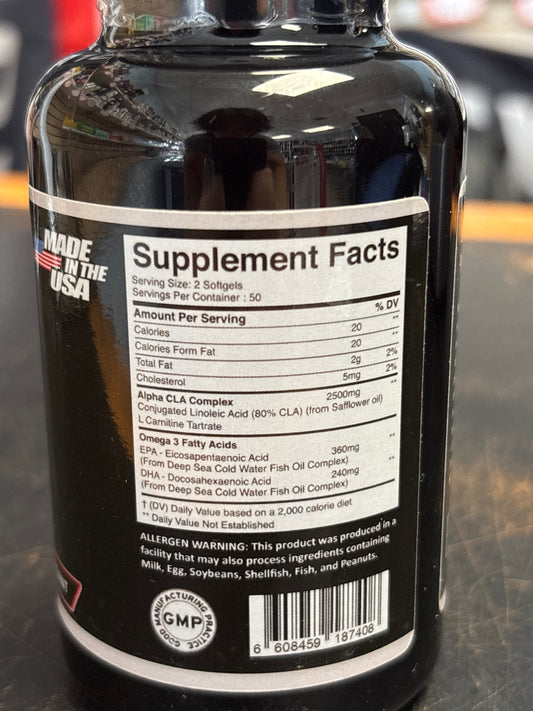 MADE
IN THE
USA
Supplement Facts
Serving Size: 2 Softgels
Servings Per Container : 50
% DV
Amount Per Serving
Calories 20 **
Calories Form Fat 20 **
Total Fat 2g 2%
Cholesterol 5mg 2%
Alpha CLA Complex 2500mg **
Conjugated Linoleic Acid (80% CLA) (from Safflower oil)
L Carnitine Tartrate
Omega 3 Fatty Acids
EPA - Eicosapentaenoic Acid 360mg **
(From Deep Sea Cold Water Fish Oil Complex)
DHA - Docosahexaenoic Acid 240mg **
(From Deep Sea Cold Water Fish Oil Complex)
† (DV) Daily Value based on a 2,000 calorie diet
** Daily Value Not Established
ALLERGEN WARNING: This product was produced in a
facility that may also process ingredients containing
Milk, Egg, Soybeans, Shellfish, Fish, and Peanuts.
GOOD MANUFACTURING PRACTICE
GMP
6 608459 187408